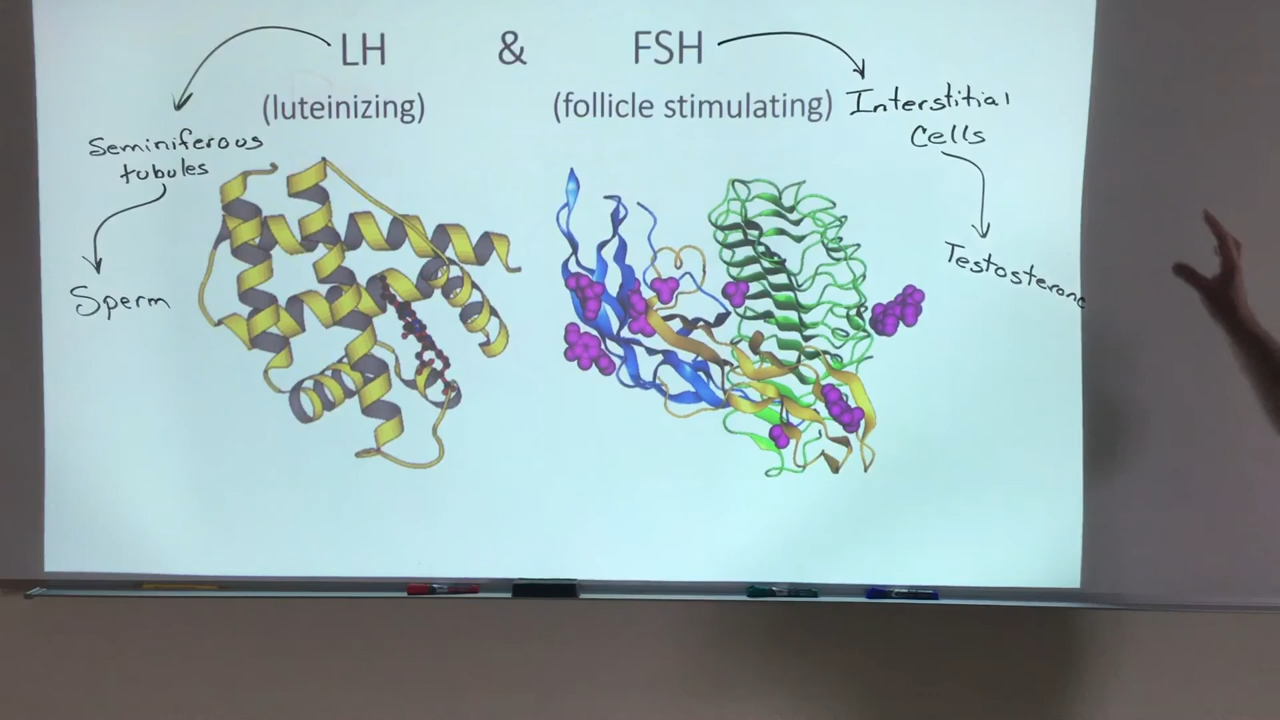 LH & FSH
(luteinizing) (follicle stimulating)
Interstitial
Cells
Testosterone
Seminiferous
tubules
Sperm